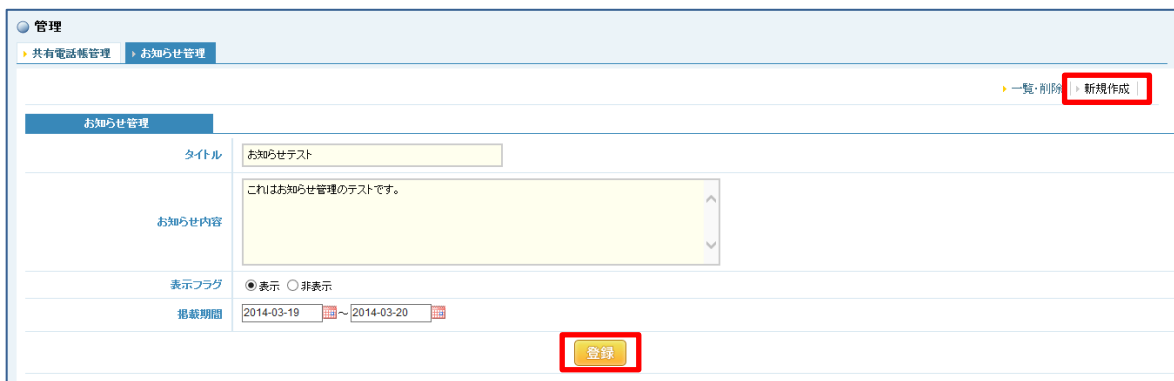 管理
共有電話帳管理 お知らせ管理
一覧・削除 新規作成
お知らせ管理
タイトル お知らせテスト
これはお知らせ管理のテストです。
お知らせ内容
表示フラグ 表示 非表示
掲載期間 2014-03-19 ～ 2014-03-20
登録